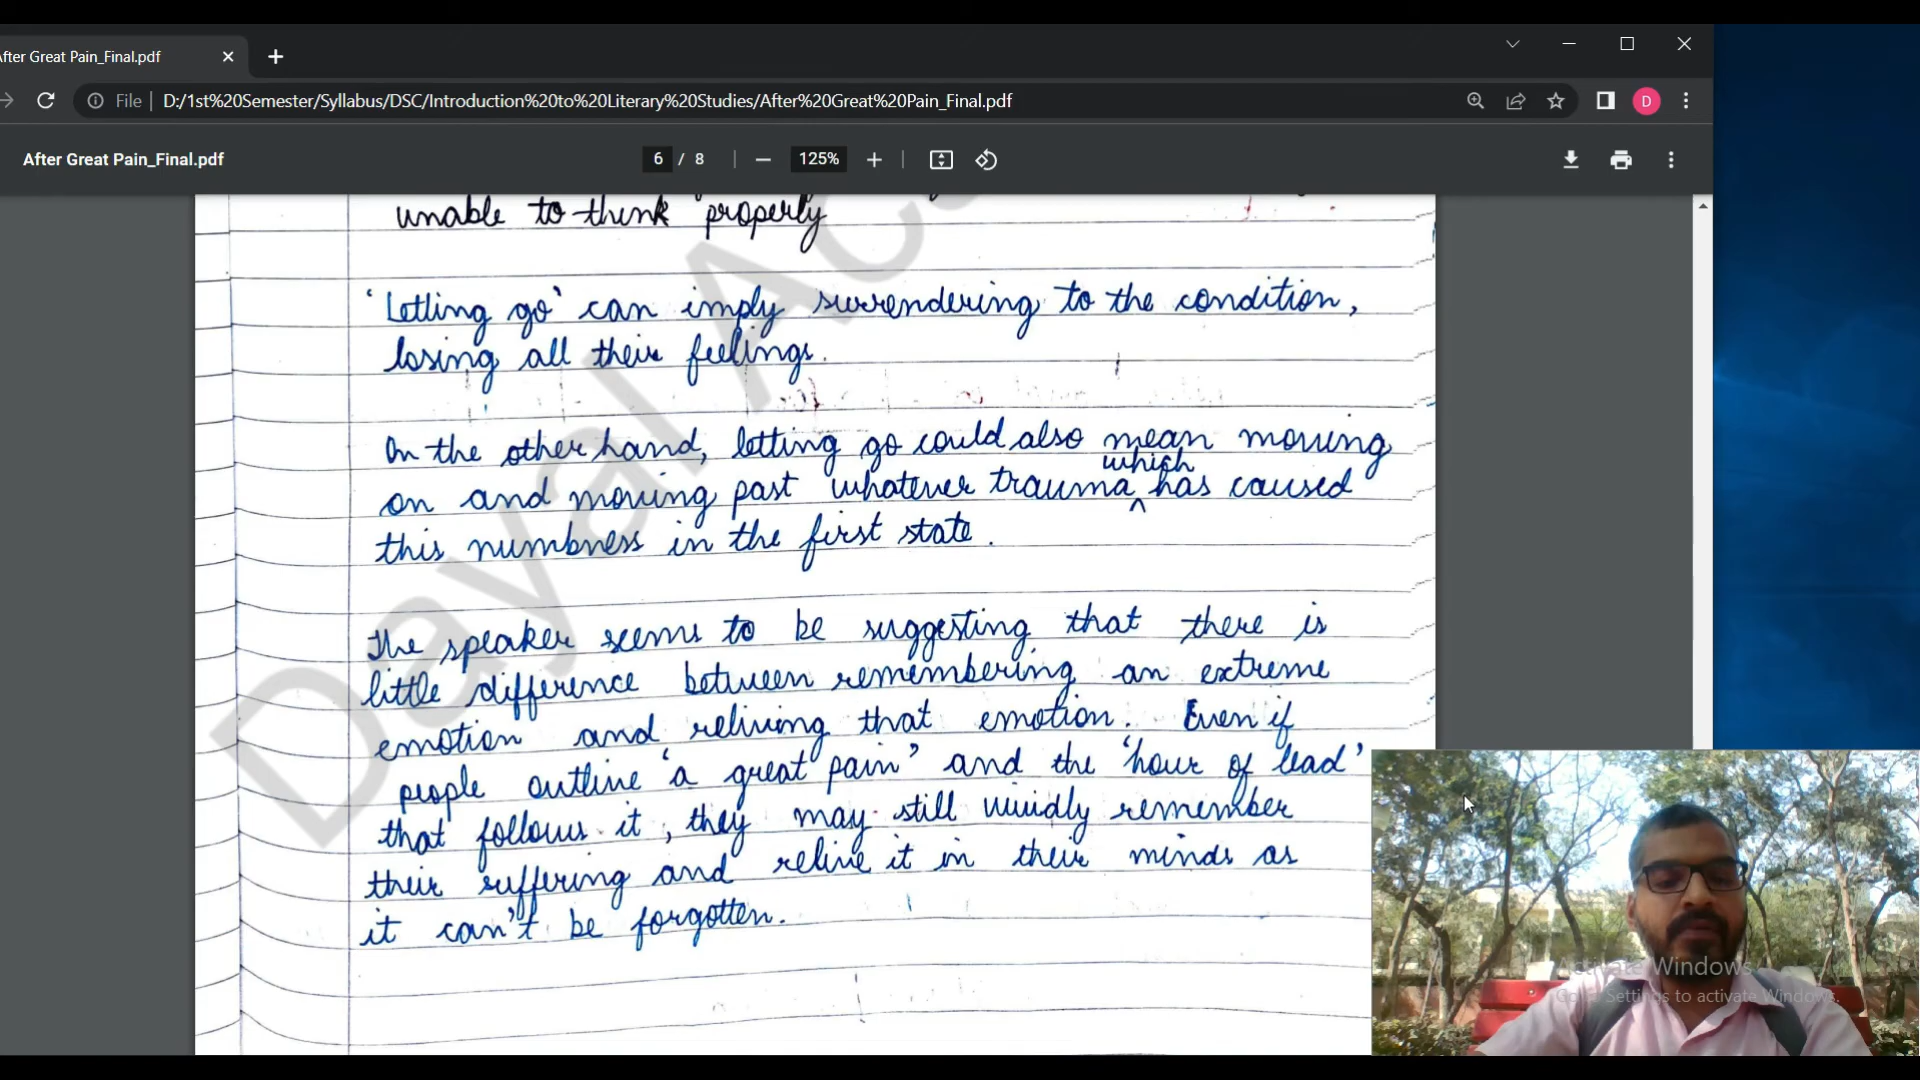 After Great Pain_Final.pdf
File D:/1st%20Semester/Syllabus/DSC/Introduction%20to%20Literary%20Studies/After%20Great%20Pain_Final.pdf
D
After Great Pain_Final.pdf
6 / 8
125%
unable to think properly
'Letting go' can imply surrendering to the condition,
losing all their feelings.
On the other hand, letting go could also mean moving
on and moving past whatever trauma which has caused
this numbness in the first state.
The speaker seems to be suggesting that there is
little difference between remembering an extreme
emotion and reliving that emotion. Even if
people outline 'a great pain' and the 'hour of lead'
that follows it, they may still vividly remember
their suffering and relive it in their minds as
it can't be forgotten.
Dayal
Activate Windows
Go to Settings to activate Windows.